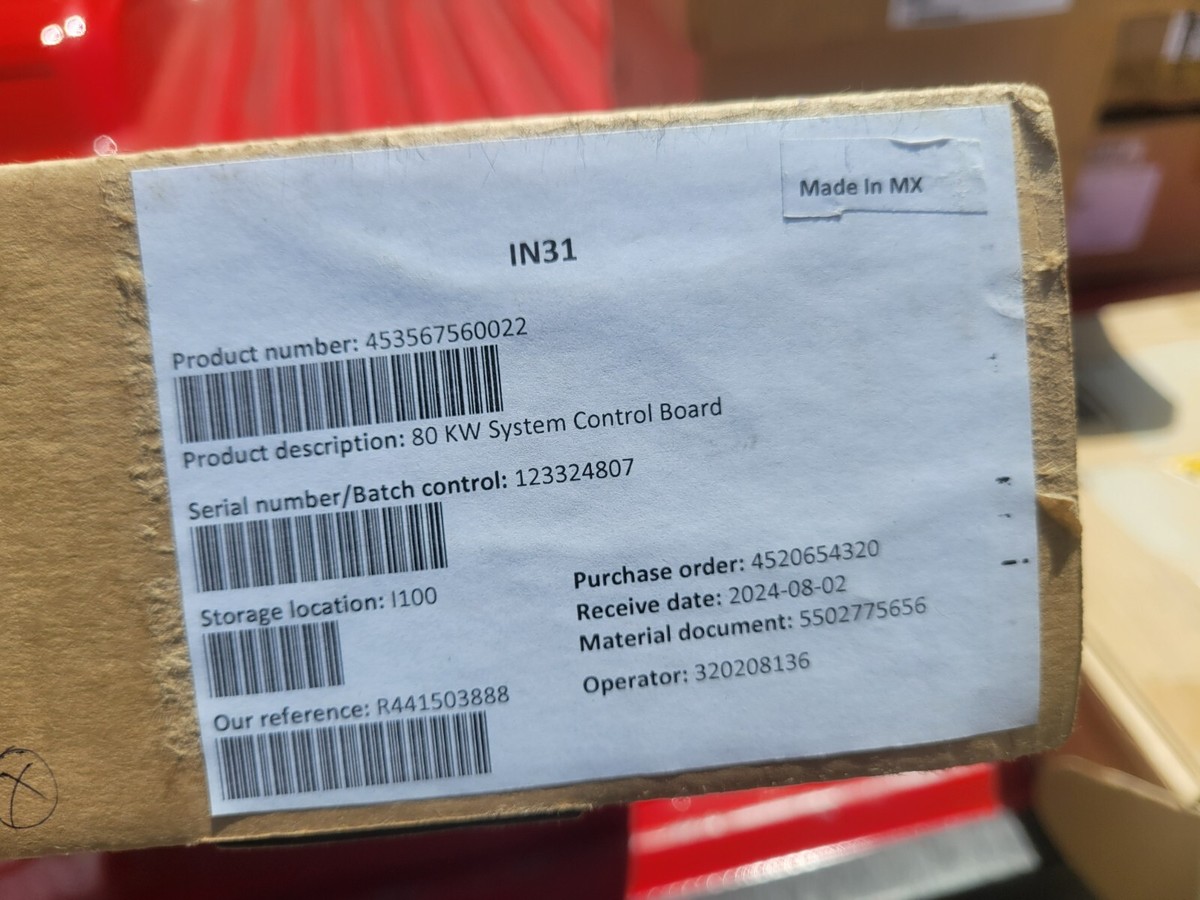 Made In MX
IN31
Product number: 453567560022
Product description: 80 KW System Control Board
Serial number/Batch control: 123324807
Storage location: I100
Our reference: R441503888
Purchase order: 4520654320
Receive date: 2024-08-02
Material document: 5502775656
Operator: 320208136
X